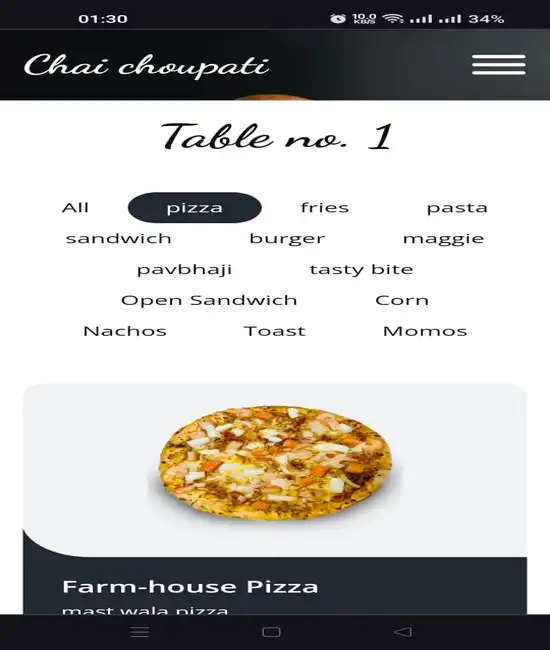 01:30 10.0 KB/S 34%
Chai choupati
Table no. 1
All pizza fries pasta
sandwich burger maggie
pavbhaji tasty bite
Open Sandwich Corn
Nachos Toast Momos
Farm-house Pizza
mast wala pizza